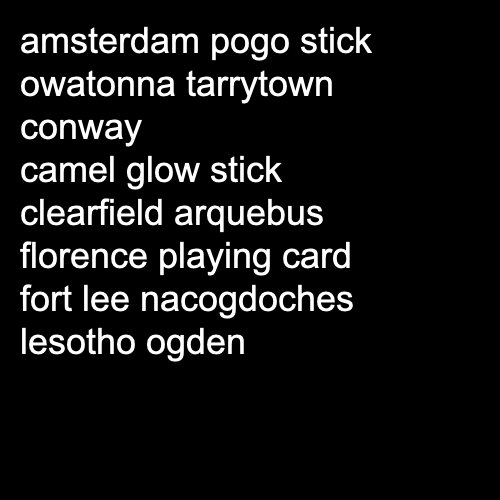 amsterdam pogo stick
owatonna tarrytown
conway
camel glow stick
clearfield arquebus
florence playing card
fort lee nacogdoches
lesotho ogden